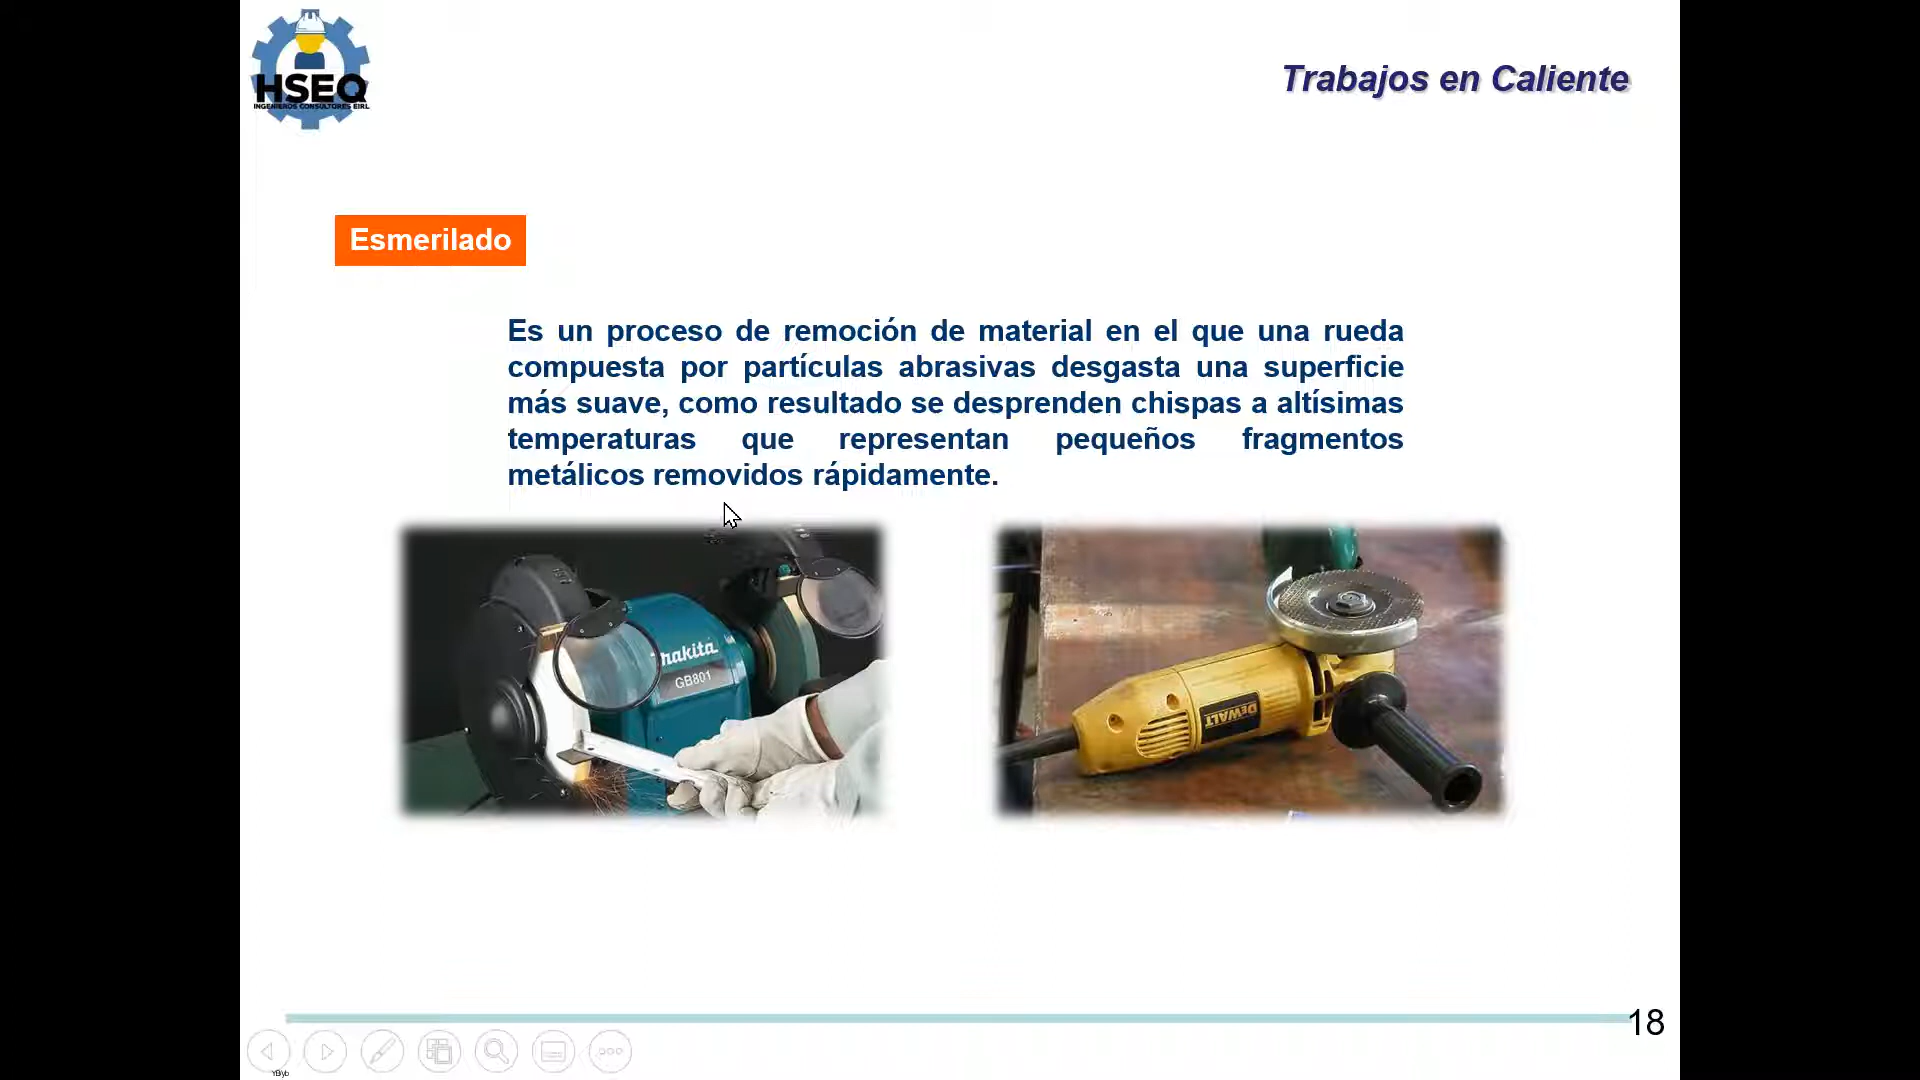 HSEQ
INGENIEROS CONSULTORES EIRL
Trabajos en Caliente
Esmerilado
Es un proceso de remoción de material en el que una rueda
compuesta por partículas abrasivas desgasta una superficie
más suave, como resultado se desprenden chispas a altísimas
temperaturas que representan pequeños fragmentos
metálicos removidos rápidamente.
makita
GB801
DEWALT
18